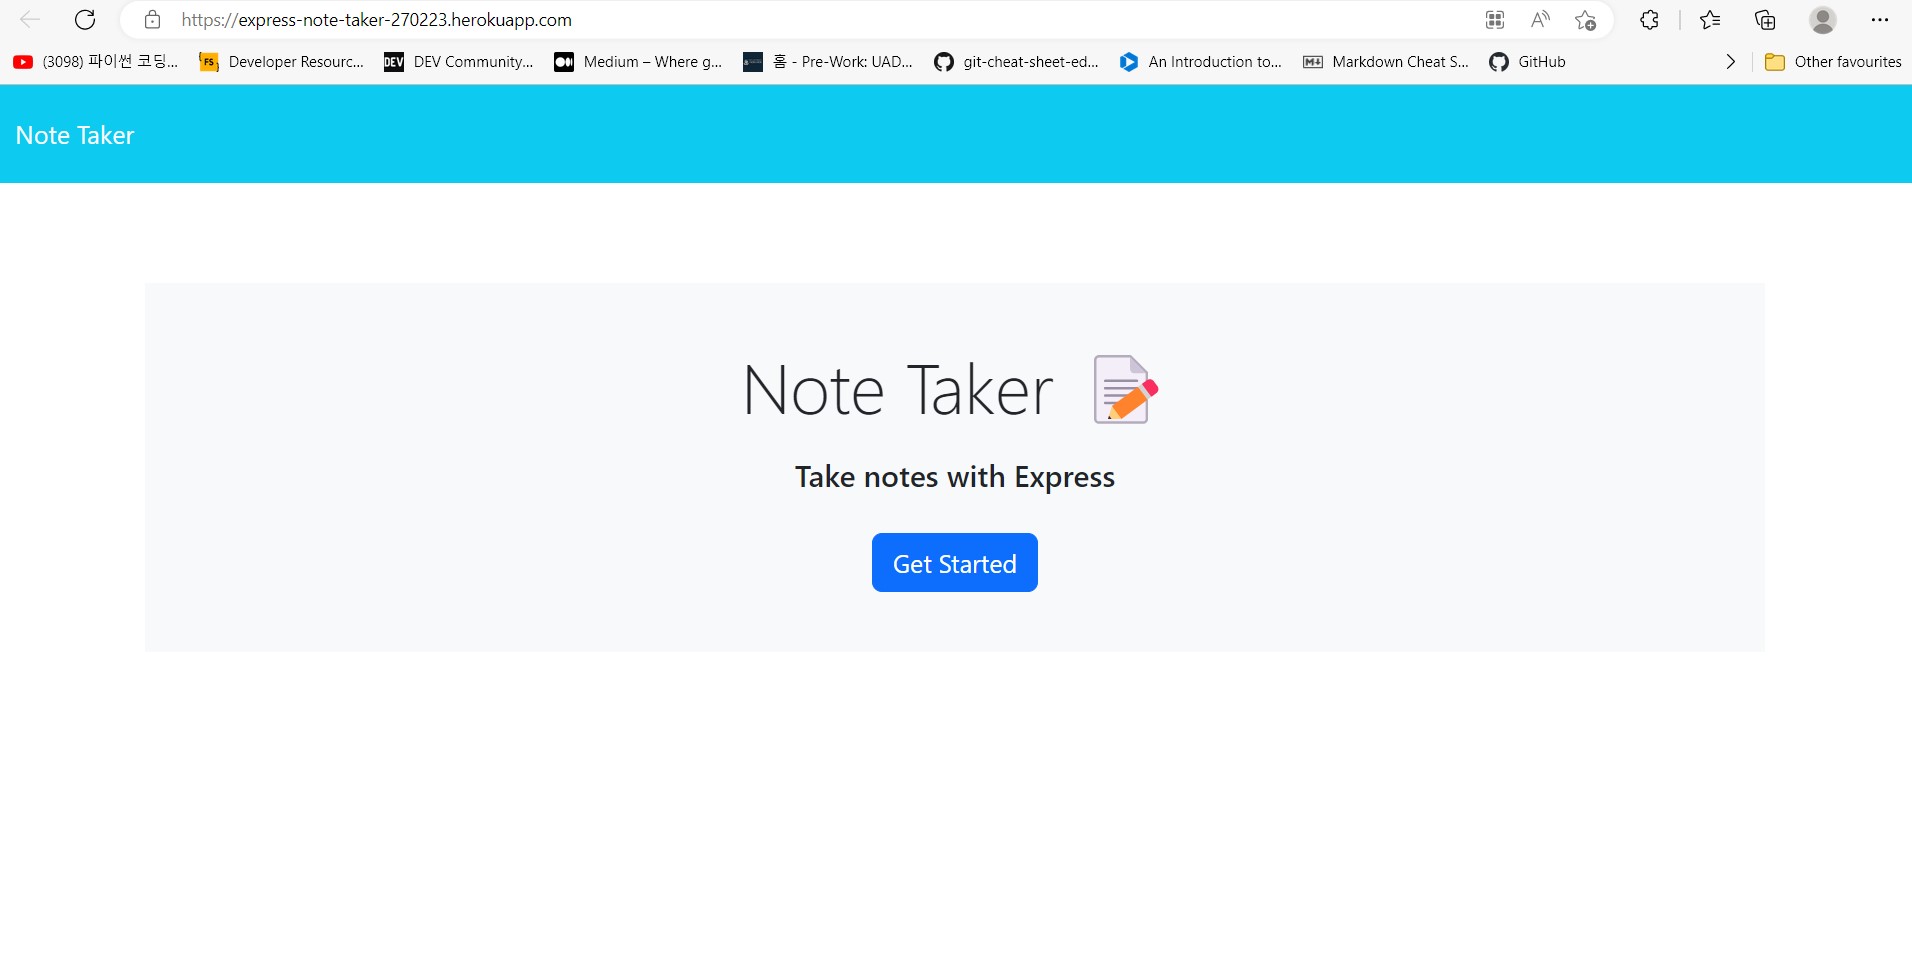 https://express-note-taker-270223.herokuapp.com
(3098) 파이썬 코딩... Developer Resourc... DEV Community... Medium – Where g... 홈 - Pre-Work: UAD... git-cheat-sheet-ed... An Introduction to... Markdown Cheat S... GitHub Other favourites
Note Taker
Note Taker
Take notes with Express
Get Started